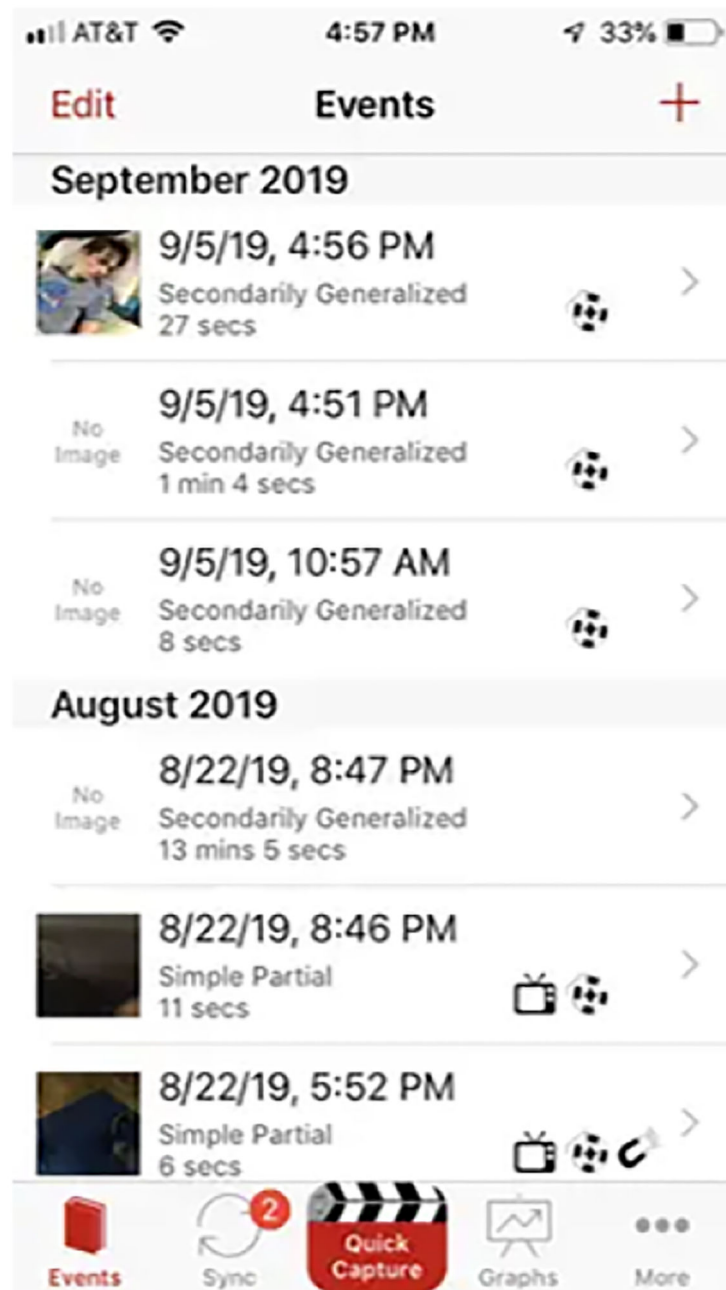 AT&T 4:57 PM 33%
Edit Events +
September 2019
9/5/19, 4:56 PM
Secondarily Generalized
27 secs
No
Image
9/5/19, 4:51 PM
Secondarily Generalized
1 min 4 secs
No
Image
9/5/19, 10:57 AM
Secondarily Generalized
8 secs
August 2019
No
Image
8/22/19, 8:47 PM
Secondarily Generalized
13 mins 5 secs
8/22/19, 8:46 PM
Simple Partial
11 secs
8/22/19, 5:52 PM
Simple Partial
6 secs
2
Events
Sync
Quick
Capture
Graphs
More